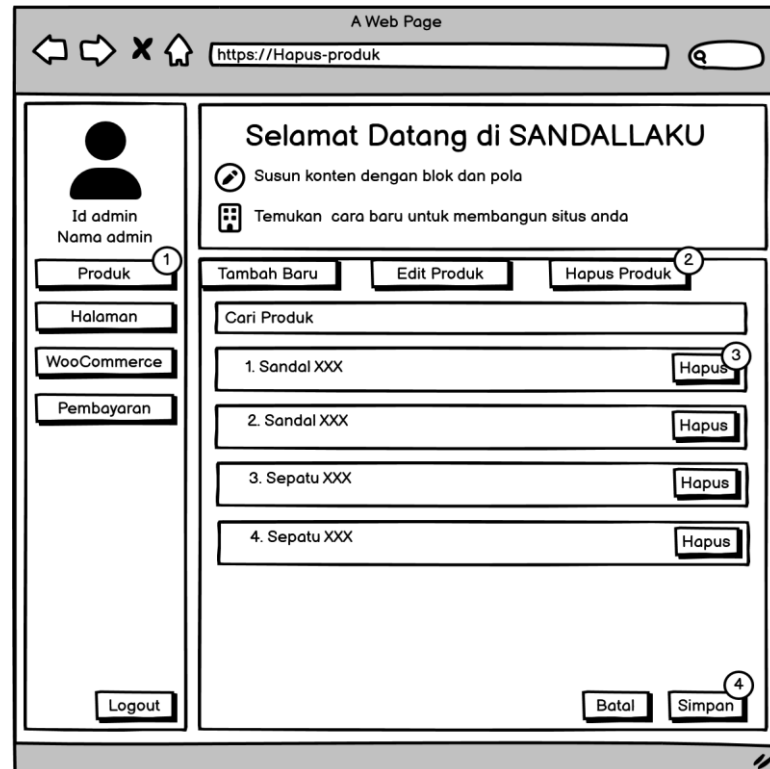 A Web Page
https://Hapus-produk
Id admin
Nama admin
1
Produk
Halaman
WooCommerce
Pembayaran
Logout
Selamat Datang di SANDALLAKU
Susun konten dengan blok dan pola
Temukan cara baru untuk membangun situs anda
2
Tambah Baru Edit Produk Hapus Produk
Cari Produk
3
1. Sandal XXX Hapus
2. Sandal XXX Hapus
3. Sepatu XXX Hapus
4. Sepatu XXX Hapus
4
Batal Simpan